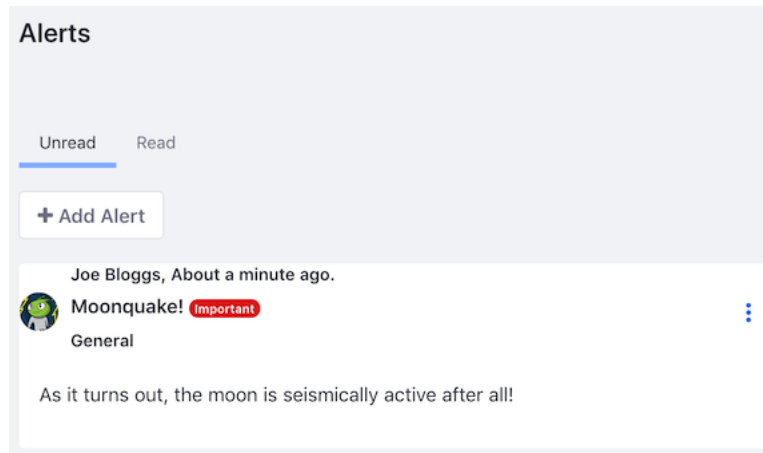 Alerts
Unread Read
+ Add Alert
Joe Bloggs, About a minute ago.
Moonquake! Important
General
As it turns out, the moon is seismically active after all!